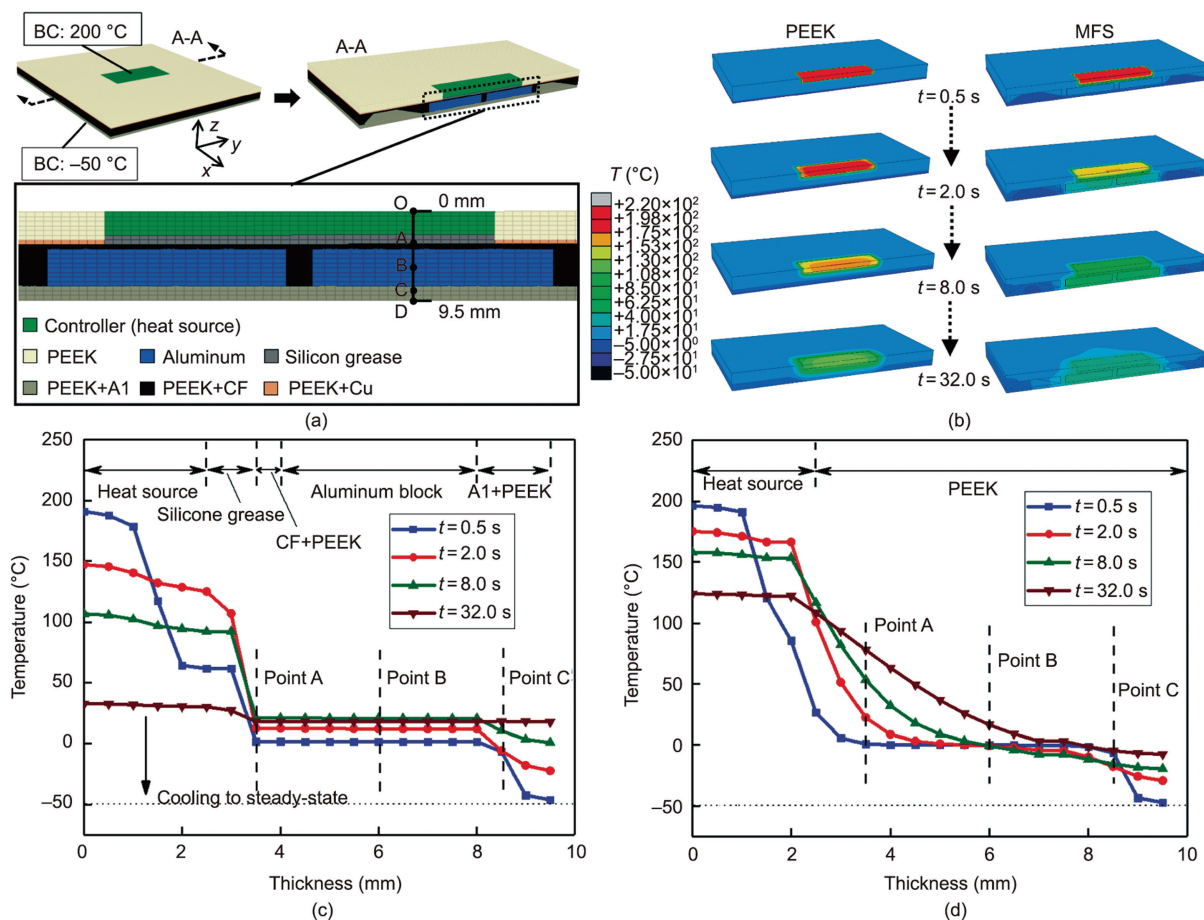 BC: 200 °C
A-A
A-A
BC: –50 °C
z
y
x
O
0 mm
A
B
C
D
9.5 mm
Controller (heat source)
PEEK
Aluminum
Silicon grease
PEEK+A1
PEEK+CF
PEEK+Cu
(a)
(b)
PEEK
MFS
t = 0.5 s
t = 2.0 s
t = 8.0 s
t = 32.0 s
T (°C)
+2.20×10²
+1.98×10²
+1.75×10²
+1.53×10²
+1.30×10²
+1.08×10²
+8.50×10¹
+6.25×10¹
+4.00×10¹
+1.75×10¹
–5.00×10⁰
–2.75×10¹
–5.00×10¹
(b)
250
200
150
100
50
0
–50
Temperature (°C)
Heat source
Silicone grease
CF+PEEK
Aluminum block
A1+PEEK
t = 0.5 s
t = 2.0 s
t = 8.0 s
t = 32.0 s
Point A
Point B
Point C
Cooling to steady-state
0
2
4
6
8
10
Thickness (mm)
(c)
250
200
150
100
50
0
–50
Temperature (°C)
Heat source
PEEK
t = 0.5 s
t = 2.0 s
t = 8.0 s
t = 32.0 s
Point A
Point B
Point C
0
2
4
6
8
10
Thickness (mm)
(d)